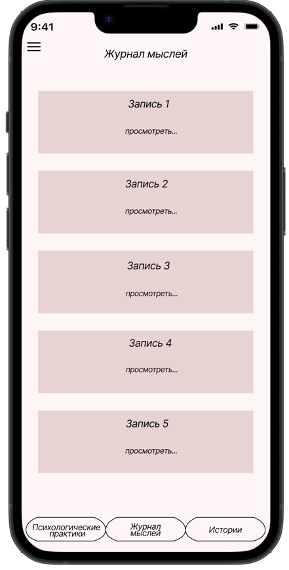 9:41
Журнал мыслей
Запись 1
просмотреть...
Запись 2
просмотреть...
Запись 3
просмотреть...
Запись 4
просмотреть...
Запись 5
просмотреть...
Психологические
практики
Журнал
мыслей
Истории